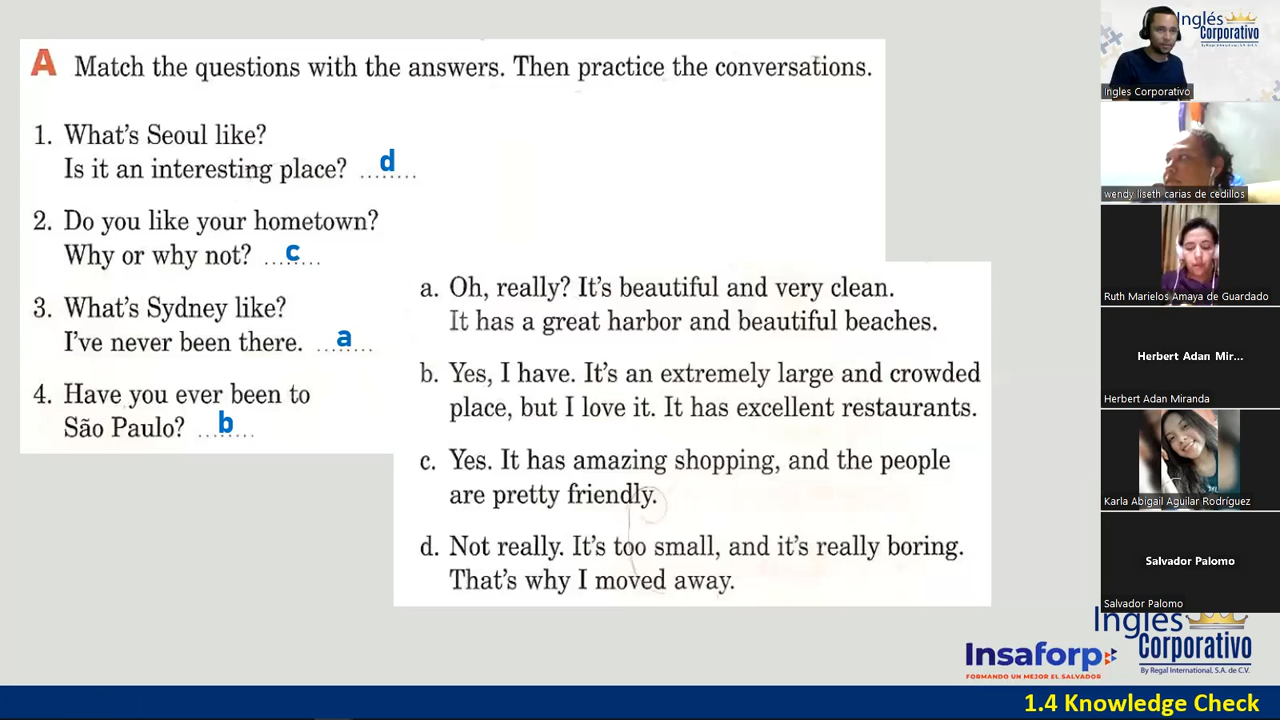 A Match the questions with the answers. Then practice the conversations.
1. What's Seoul like?
Is it an interesting place? ....d....
2. Do you like your hometown?
Why or why not? ....c....
3. What's Sydney like?
I've never been there. ....a....
4. Have you ever been to
São Paulo? ....b....
a. Oh, really? It's beautiful and very clean.
It has a great harbor and beautiful beaches.
b. Yes, I have. It's an extremely large and crowded
place, but I love it. It has excellent restaurants.
c. Yes. It has amazing shopping, and the people
are pretty friendly.
d. Not really. It's too small, and it's really boring.
That's why I moved away.
Inglés
Corporativo
By Regal International, S.A. de C.V.
Ingles Corporativo
wendy liseth carias de cedillos
Ruth Marielos Amaya de Guardado
Herbert Adan Mir...
Herbert Adan Miranda
Karla Abigail Aguilar Rodríguez
Salvador Palomo
Salvador Palomo
Insaforp
FORMANDO UN MEJOR EL SALVADOR
Inglés
Corporativo
By Regal International, S.A. de C.V.
1.4 Knowledge Check